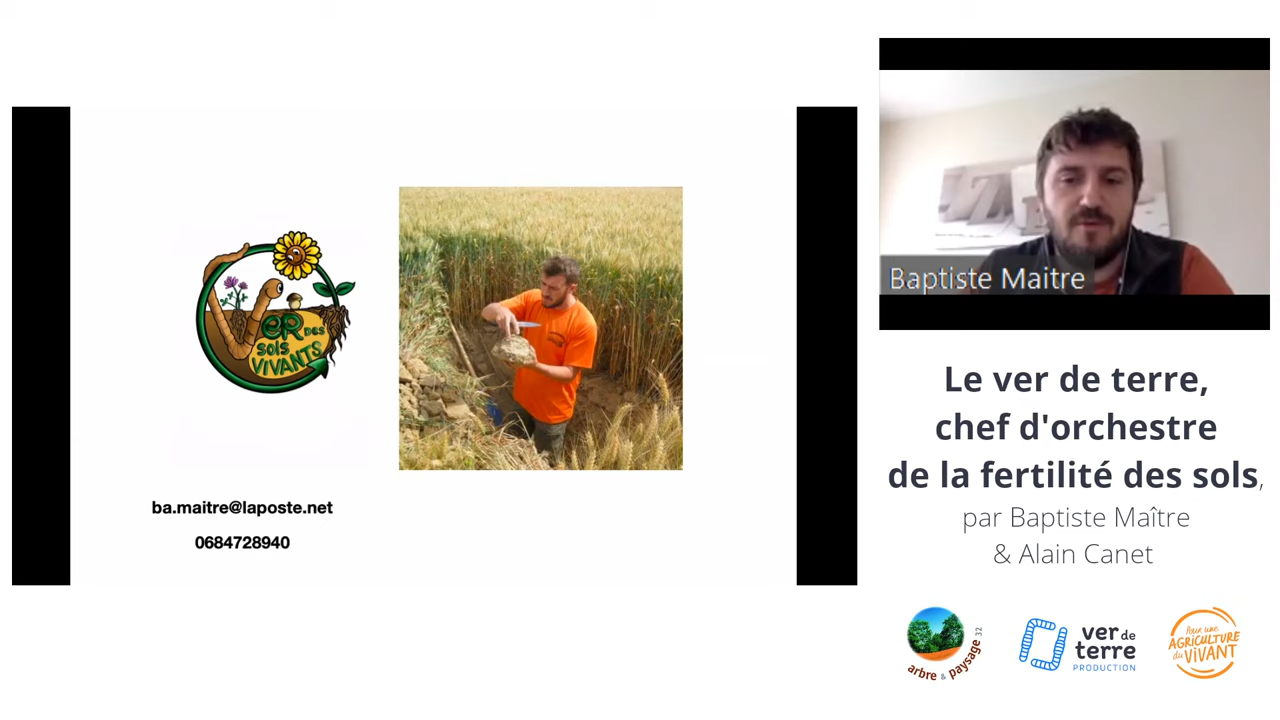 VeR DES
SOLS
VIVANTS
ba.maitre@laposte.net
0684728940
Baptiste Maitre
Le ver de terre,
chef d'orchestre
de la fertilité des sols,
par Baptiste Maître
& Alain Canet
arbre & paysage 32
ver de
terre
PRODUCTION
Pour une
AGRICULTURE
du ViVANT